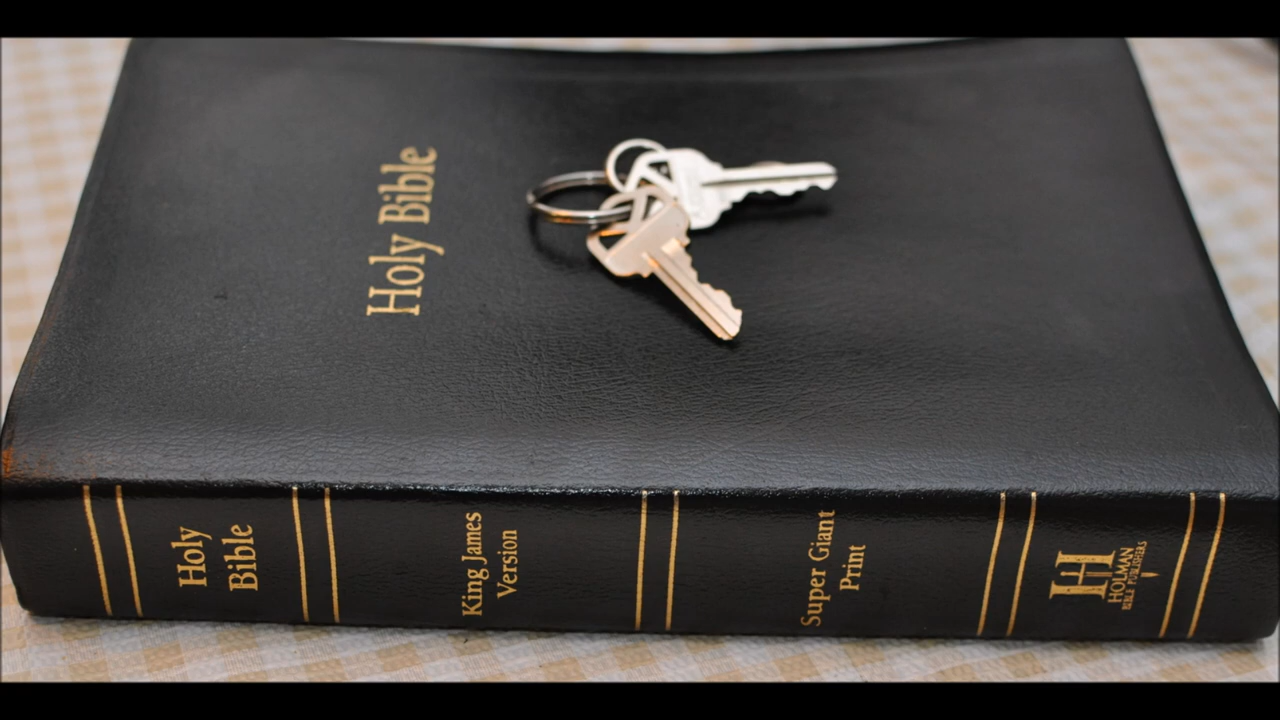 Holy Bible
Holy
Bible
King James
Version
Super Giant
Print
HOLMAN
BIBLE PUBLISHERS